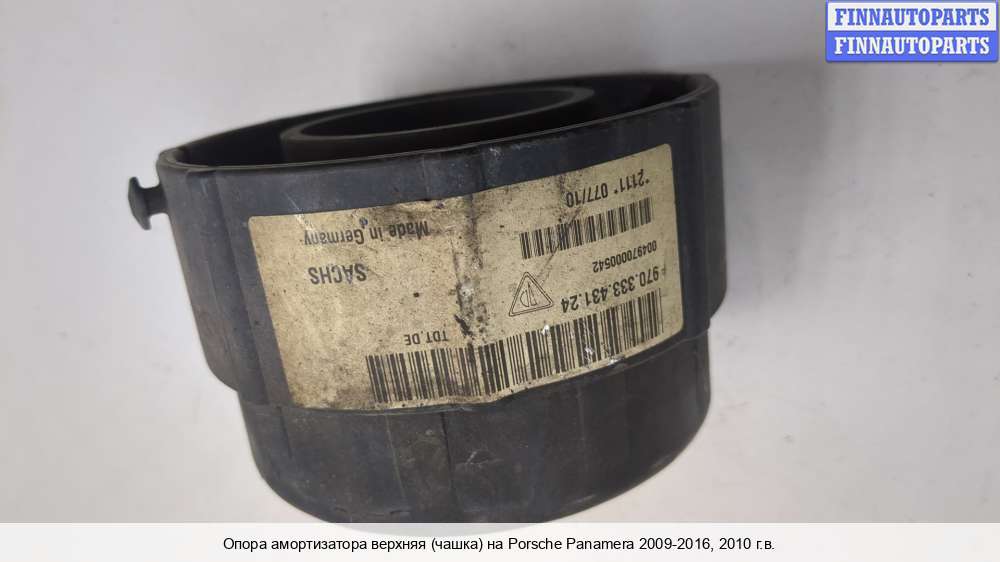 FINNAUTOPARTS
FINNAUTOPARTS
TDT.DE
970.333.431.24
004970000542
SACHS
Made in Germany
*2111* 077/10
Опора амортизатора верхняя (чашка) на Porsche Panamera 2009-2016, 2010 г.в.